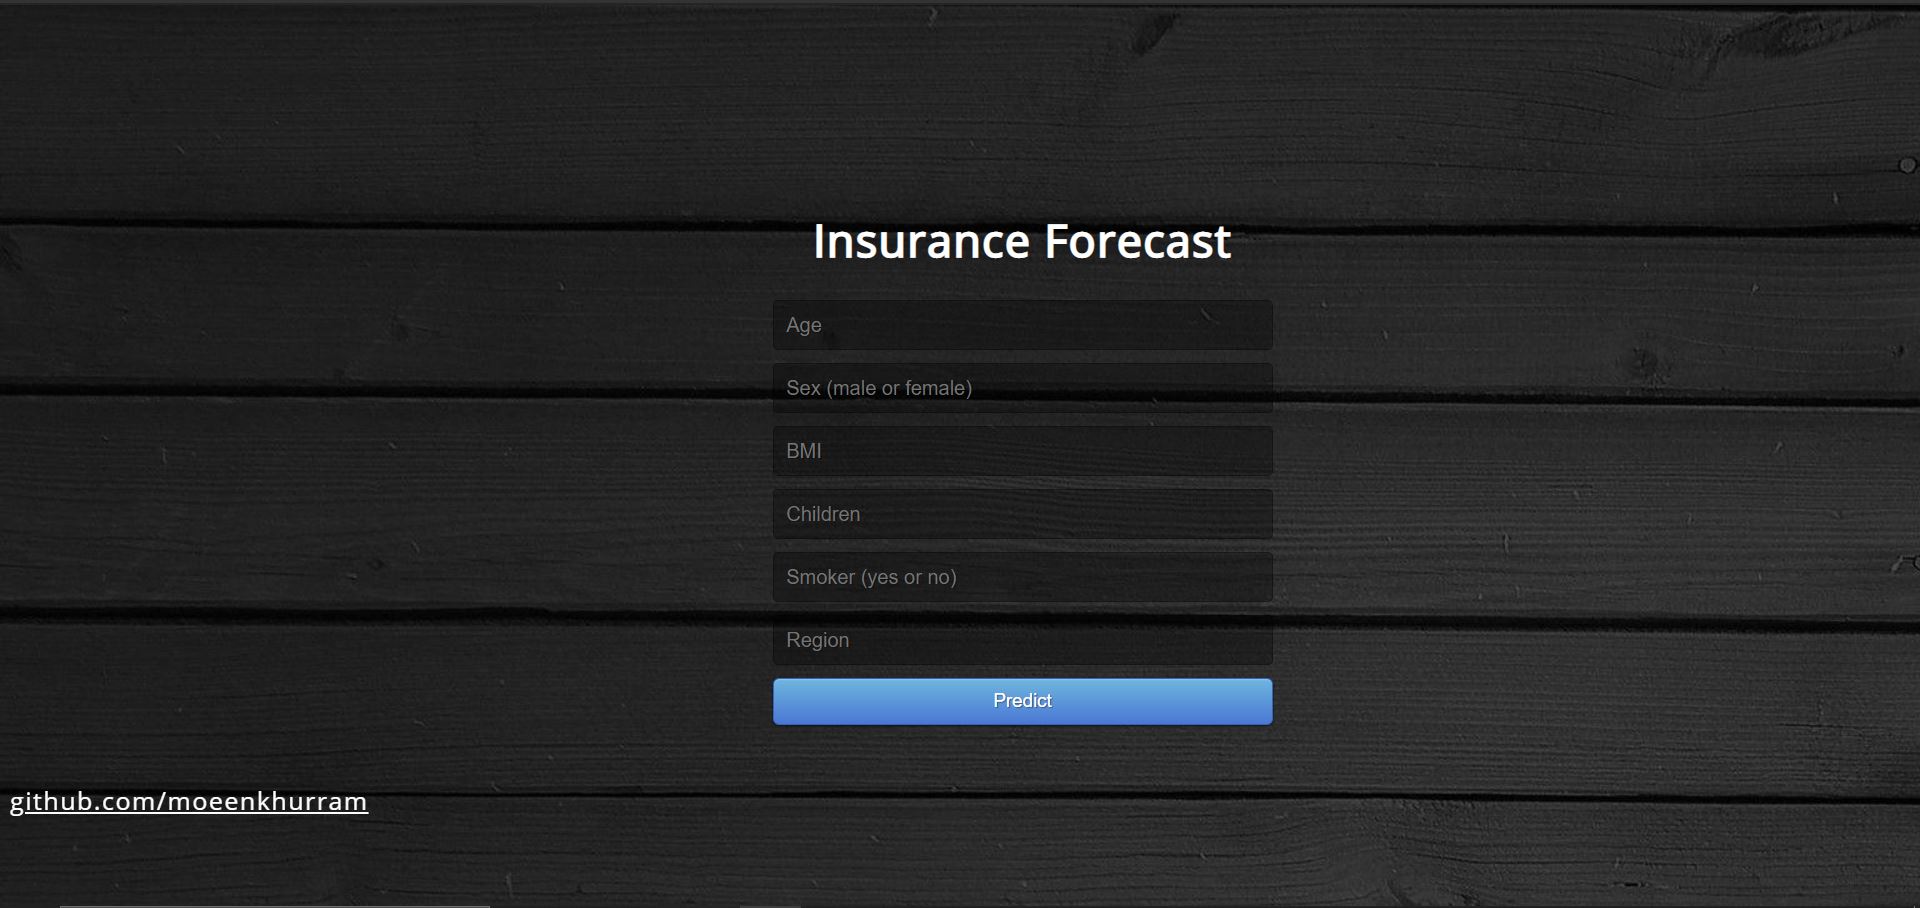 Insurance Forecast
Age
Sex (male or female)
BMI
Children
Smoker (yes or no)
Region
Predict
github.com/moeenkhurram